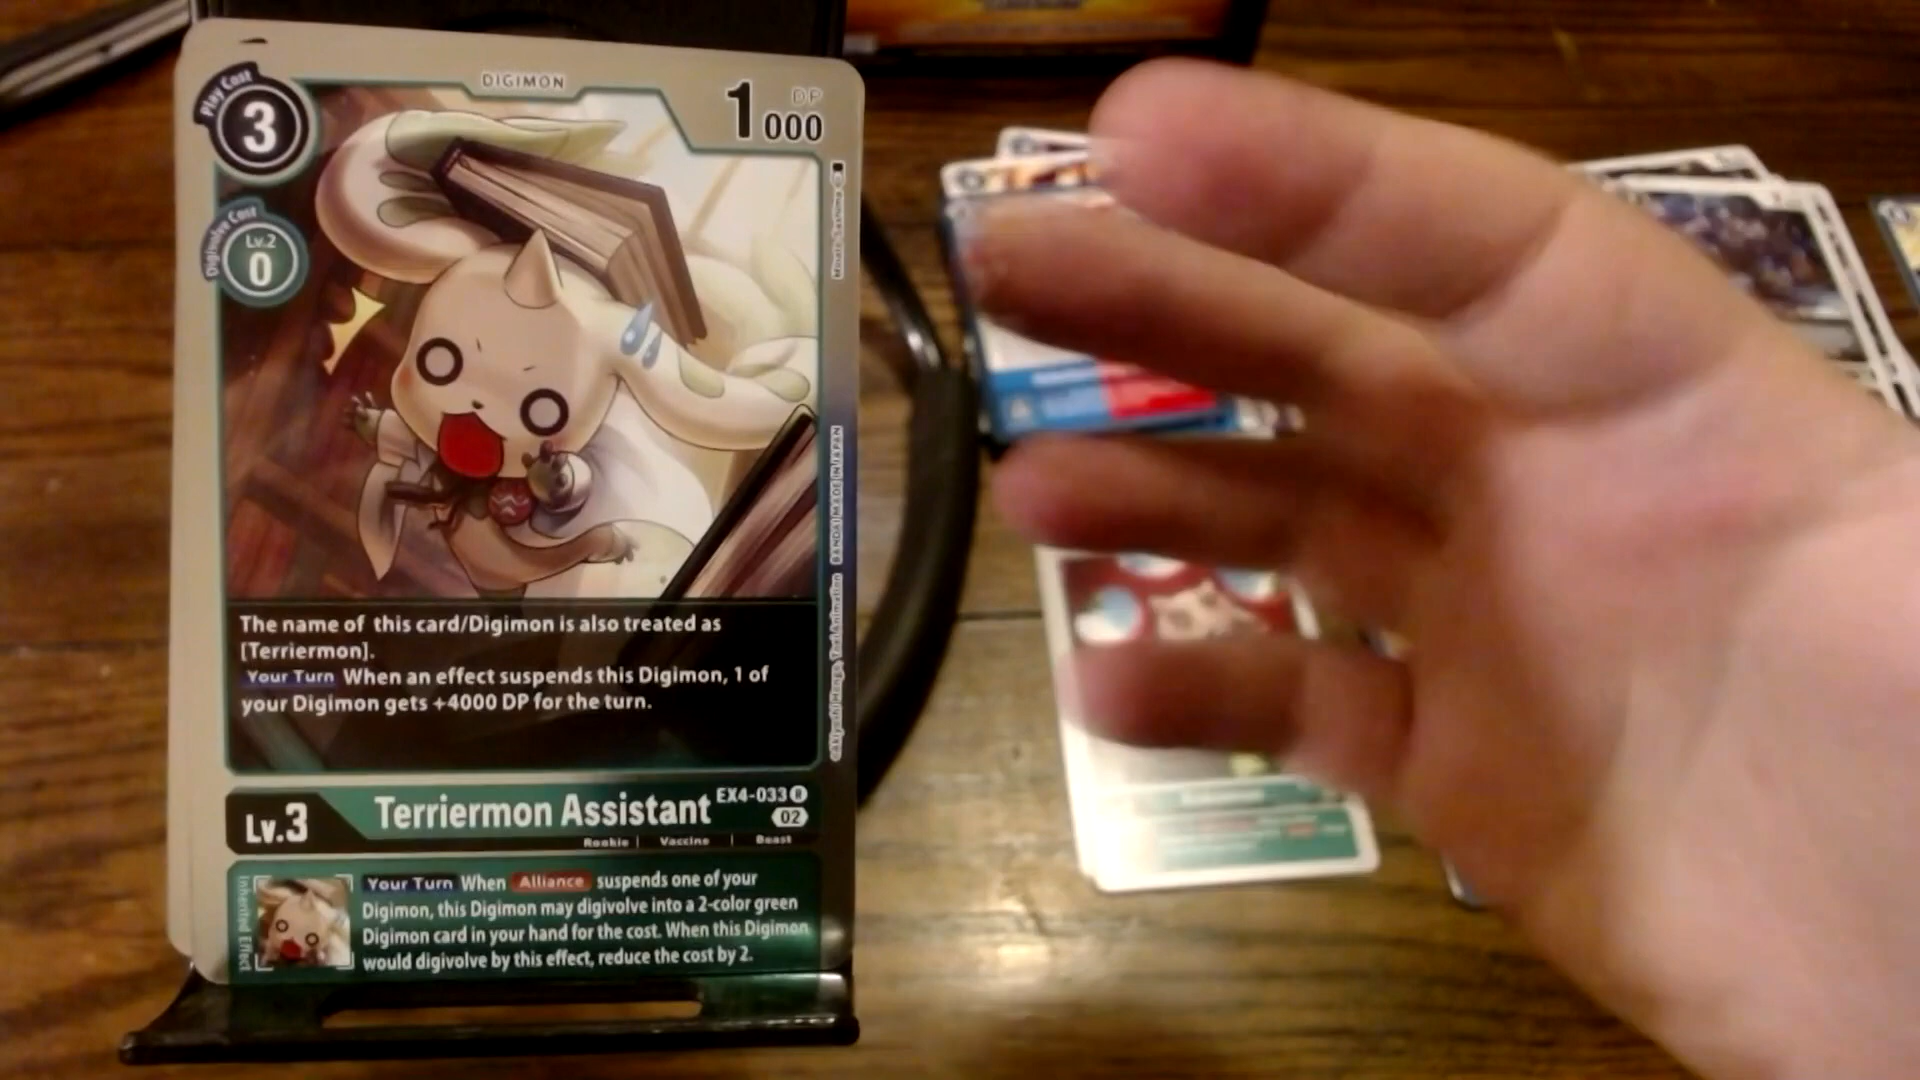 DIGIMON
Play Cost
3
DP
1000
Digivolve Cost
Lv.2
0
BANDAI MADE IN JAPAN
The name of this card/Digimon is also treated as
[Terriermon].
Your Turn When an effect suspends this Digimon, 1 of
your Digimon gets +4000 DP for the turn.
Lv.3
Terriermon Assistant
EX4-033 R
02
Rookie | Vaccine | Beast
Inherited Effect
Your Turn When Alliance suspends one of your
Digimon, this Digimon may digivolve into a 2-color green
Digimon card in your hand for the cost. When this Digimon
would digivolve by this effect, reduce the cost by 2.